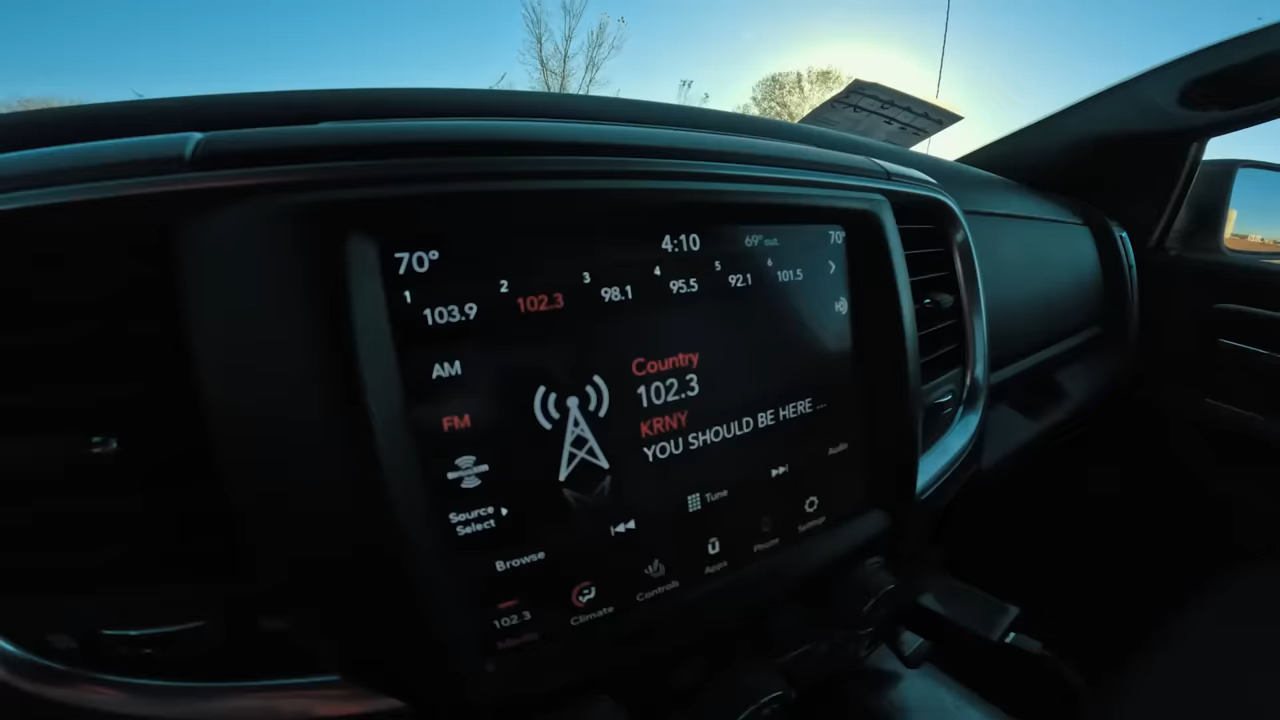 70° 4:10 69° out. 70°
1 2 3 4 5 6
103.9 102.3 98.1 95.5 92.1 101.5
AM
FM
Country
102.3
KRNY
YOU SHOULD BE HERE ...
Source
Select
Browse
Tune
Audio
102.3
Media
Climate
Controls
Apps
Phone
Settings